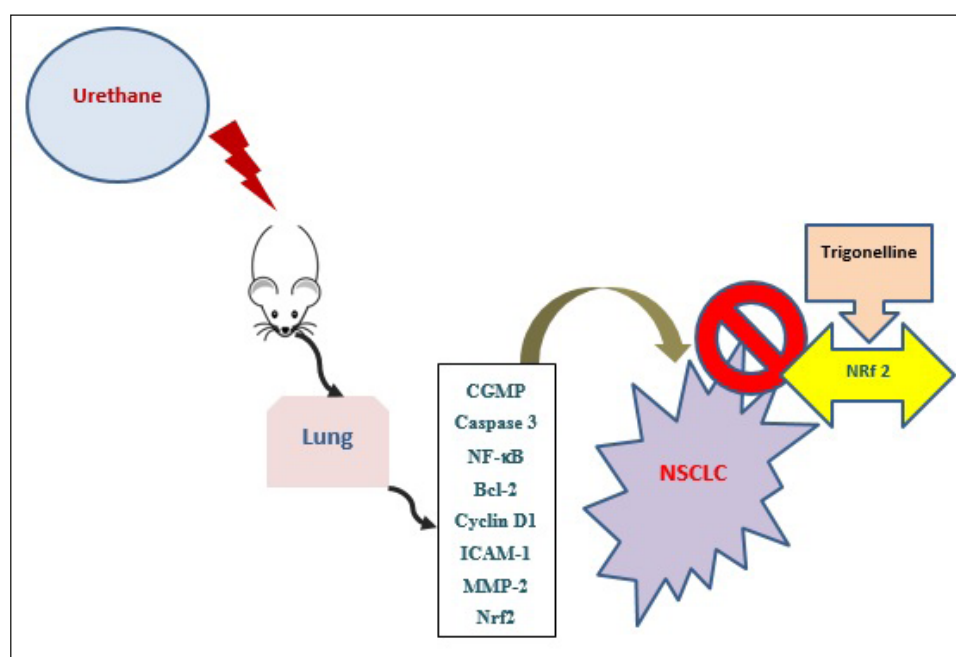 Urethane
Trigonelline
NRf 2
Lung
CGMP
Caspase 3
NF-κB
Bcl-2
Cyclin D1
ICAM-1
MMP-2
Nrf2
NSCLC